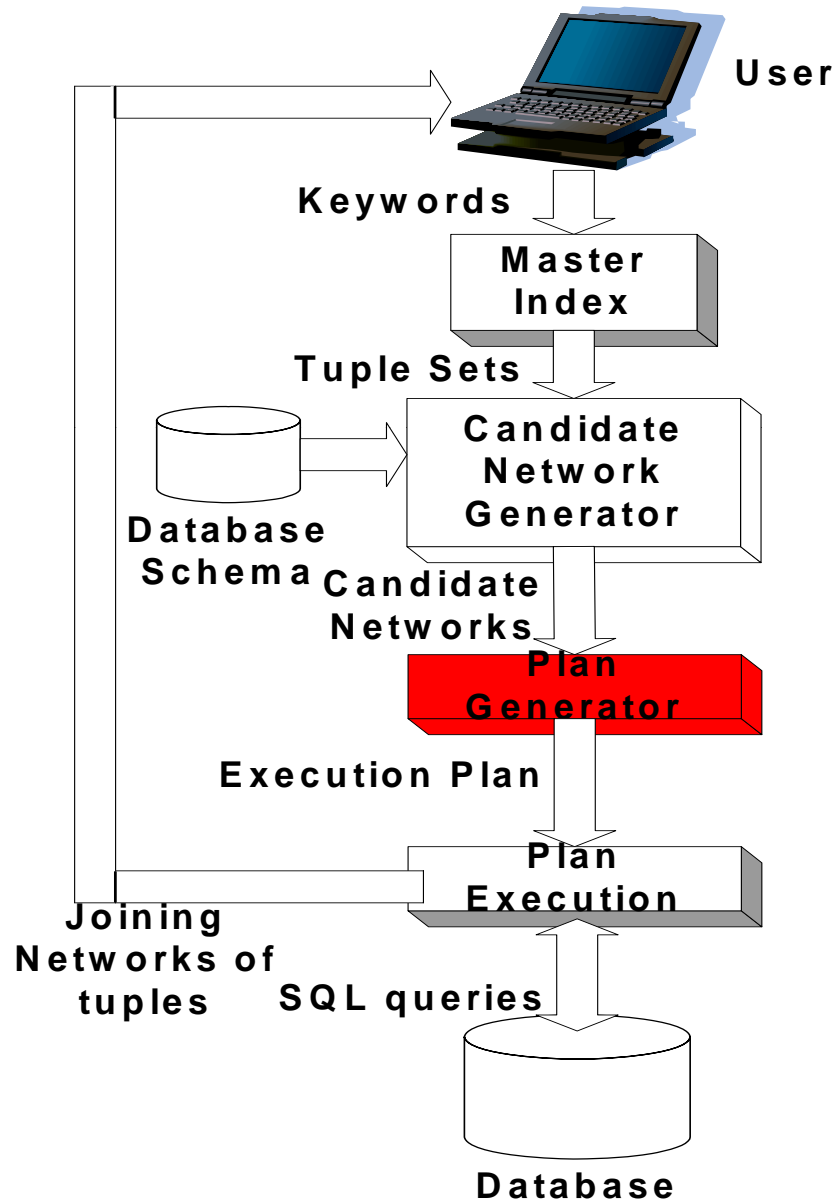 User
Keywords
Master
Index
Tuple Sets
Candidate
Network
Generator
Database
Schema
Candidate
Networks
Plan
Generator
Execution Plan
Plan
Execution
Joining
Networks of
tuples
SQL queries
Database